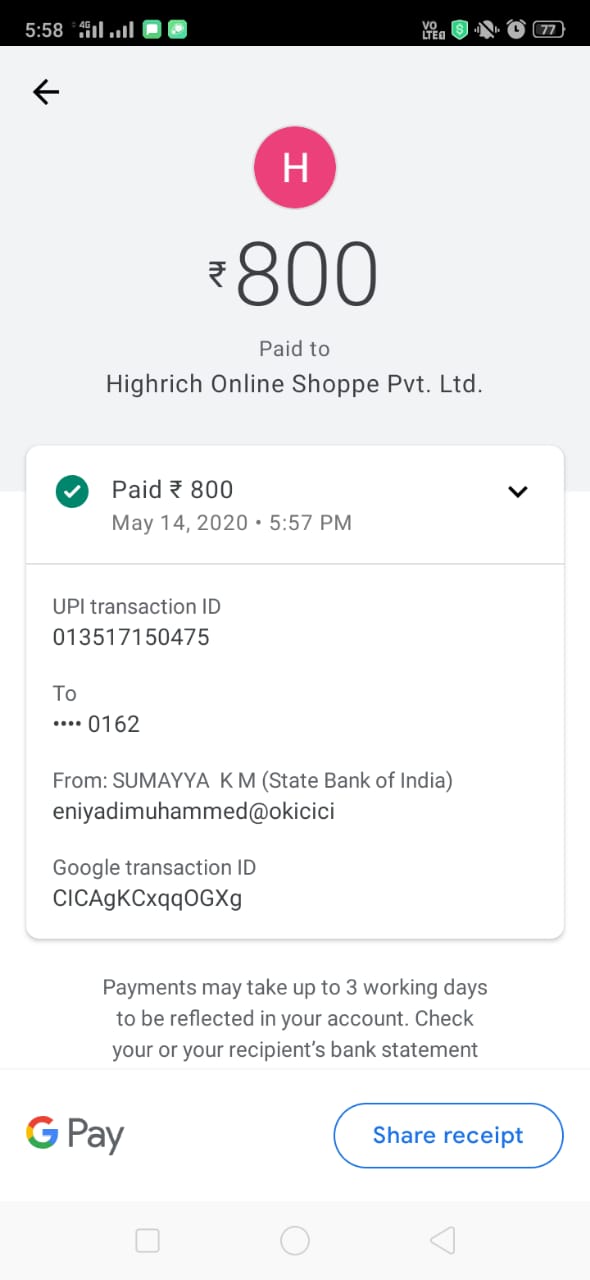 5:58 4G VO LTE 77
H
₹800
Paid to
Highrich Online Shoppe Pvt. Ltd.
Paid ₹ 800
May 14, 2020 • 5:57 PM
UPI transaction ID
013517150475
To
•••• 0162
From: SUMAYYA K M (State Bank of India)
eniyadimuhammed@okicici
Google transaction ID
CICAgKCxqqOGXg
Payments may take up to 3 working days
to be reflected in your account. Check
your or your recipient's bank statement
G Pay
Share receipt